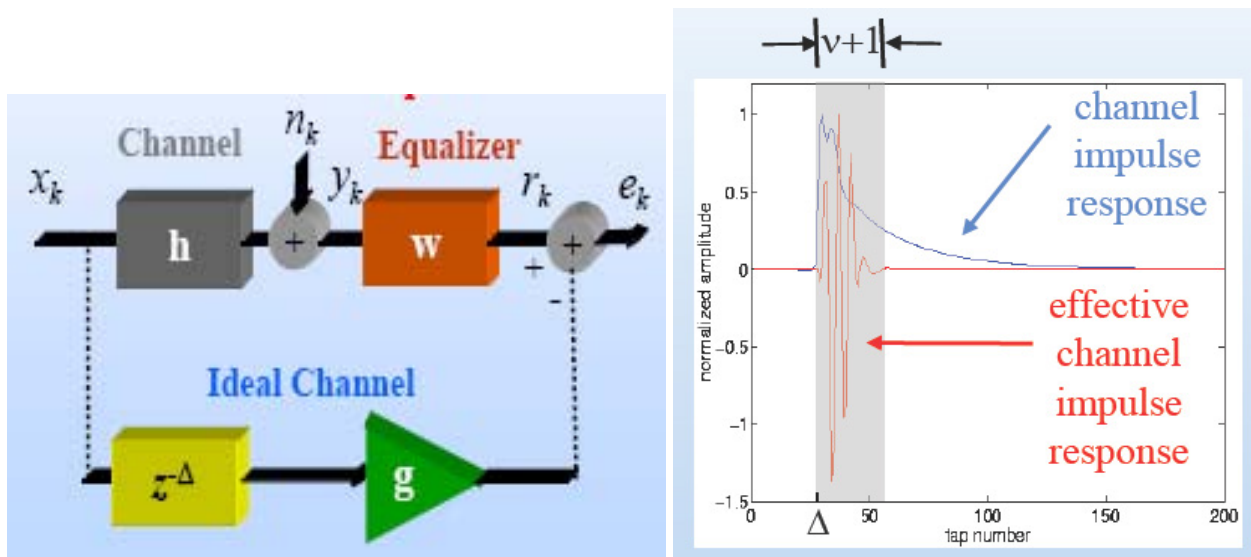 Channel
n_k
Equalizer
x_k
y_k
r_k
e_k
h
+
w
+
+
-
Ideal Channel
z^{-Δ}
g
ν+1
channel
impulse
response
effective
channel
impulse
response
normalized amplitude
1
0.5
0
-0.5
-1
-1.5
0
50
100
150
200
Δ
tap number